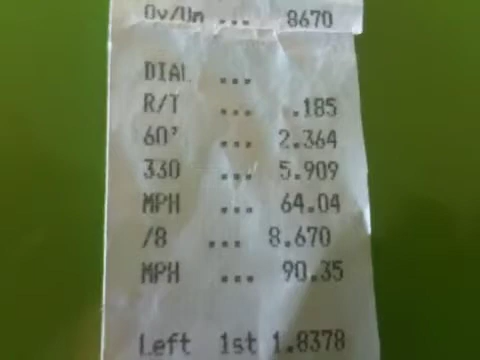 Ov/Un ... 8670
DIAL ...
R/T ... .185
60' ... 2.364
330 ... 5.909
MPH ... 64.04
/8 ... 8.670
MPH ... 90.35
Left 1st 1.8378